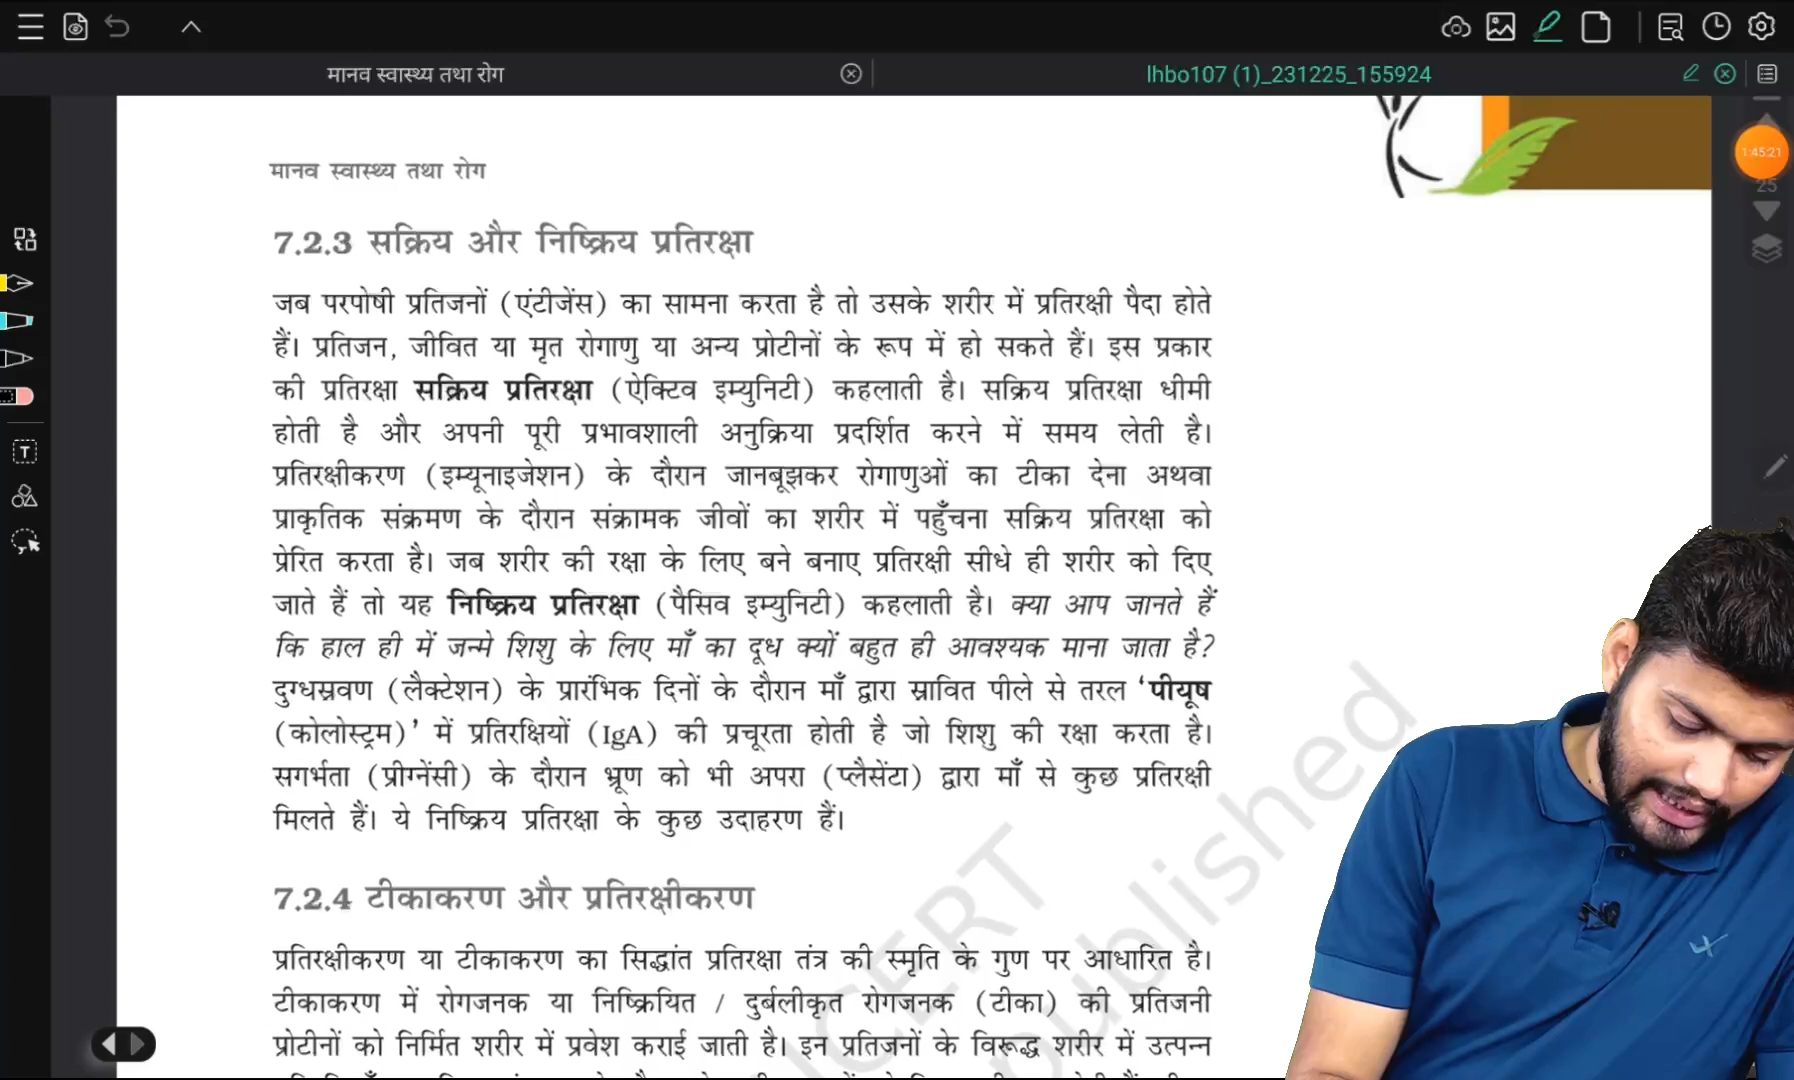 मानव स्वास्थ्य तथा रोग
lhbo107 (1)_231225_155924
1:45:21
25
मानव स्वास्थ्य तथा रोग
7.2.3 सक्रिय और निष्क्रिय प्रतिरक्षा
जब परपोषी प्रतिजनों (एंटीजेंस) का सामना करता है तो उसके शरीर में प्रतिरक्षी पैदा होते
हैं। प्रतिजन, जीवित या मृत रोगाणु या अन्य प्रोटीनों के रूप में हो सकते हैं। इस प्रकार
की प्रतिरक्षा सक्रिय प्रतिरक्षा (ऐक्टिव इम्युनिटी) कहलाती है। सक्रिय प्रतिरक्षा धीमी
होती है और अपनी पूरी प्रभावशाली अनुक्रिया प्रदर्शित करने में समय लेती है।
प्रतिरक्षीकरण (इम्यूनाइजेशन) के दौरान जानबूझकर रोगाणुओं का टीका देना अथवा
प्राकृतिक संक्रमण के दौरान संक्रामक जीवों का शरीर में पहुँचना सक्रिय प्रतिरक्षा को
प्रेरित करता है। जब शरीर की रक्षा के लिए बने बनाए प्रतिरक्षी सीधे ही शरीर को दिए
जाते हैं तो यह निष्क्रिय प्रतिरक्षा (पैसिव इम्युनिटी) कहलाती है। क्या आप जानते हैं
कि हाल ही में जन्मे शिशु के लिए माँ का दूध क्यों बहुत ही आवश्यक माना जाता है?
दुग्धस्रवण (लैक्टेशन) के प्रारंभिक दिनों के दौरान माँ द्वारा स्रावित पीले से तरल ‘पीयूष
(कोलोस्ट्रम)’ में प्रतिरक्षियों (IgA) की प्रचूरता होती है जो शिशु की रक्षा करता है।
सगर्भता (प्रीग्नेंसी) के दौरान भ्रूण को भी अपरा (प्लैसेंटा) द्वारा माँ से कुछ प्रतिरक्षी
मिलते हैं। ये निष्क्रिय प्रतिरक्षा के कुछ उदाहरण हैं।
7.2.4 टीकाकरण और प्रतिरक्षीकरण
प्रतिरक्षीकरण या टीकाकरण का सिद्धांत प्रतिरक्षा तंत्र की स्मृति के गुण पर आधारित है।
टीकाकरण में रोगजनक या निष्क्रियित / दुर्बलीकृत रोगजनक (टीका) की प्रतिजनी
प्रोटीनों को निर्मित शरीर में प्रवेश कराई जाती है। इन प्रतिजनों के विरूद्ध शरीर में उत्पन्न
published